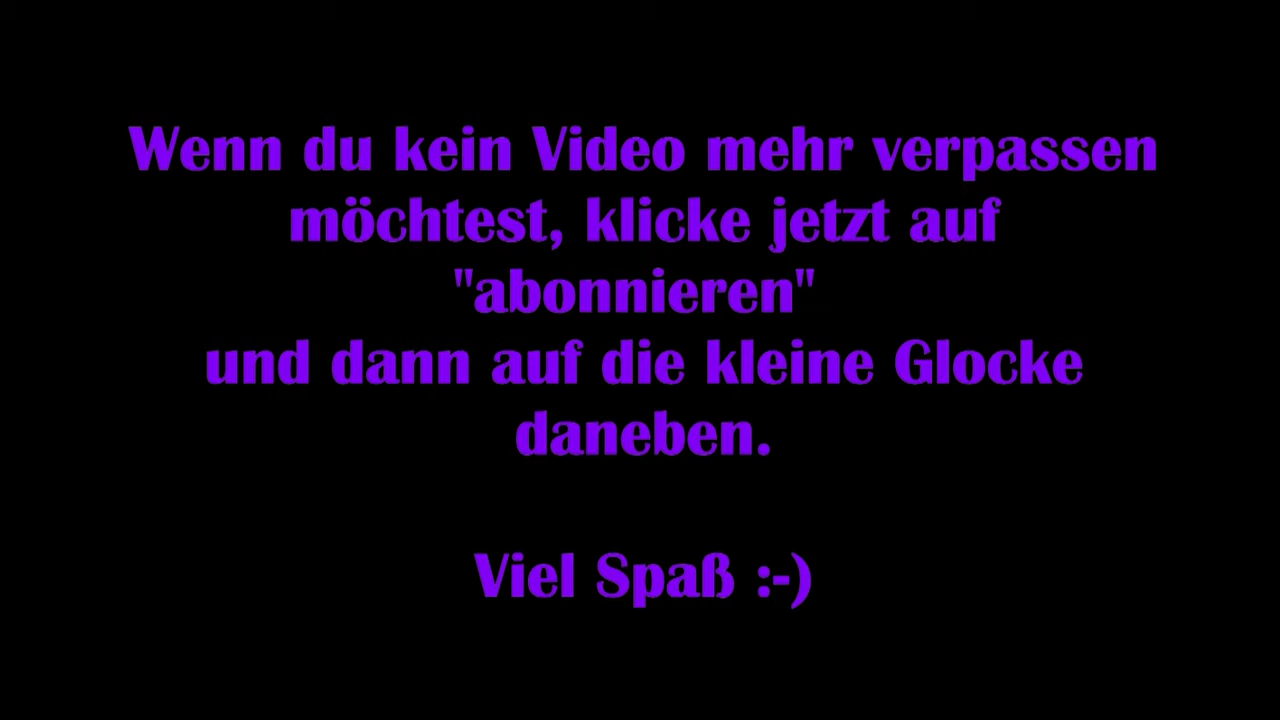 Wenn du kein Video mehr verpassen
möchtest, klicke jetzt auf
"abonnieren"
und dann auf die kleine Glocke
daneben.
Viel Spaß :-)